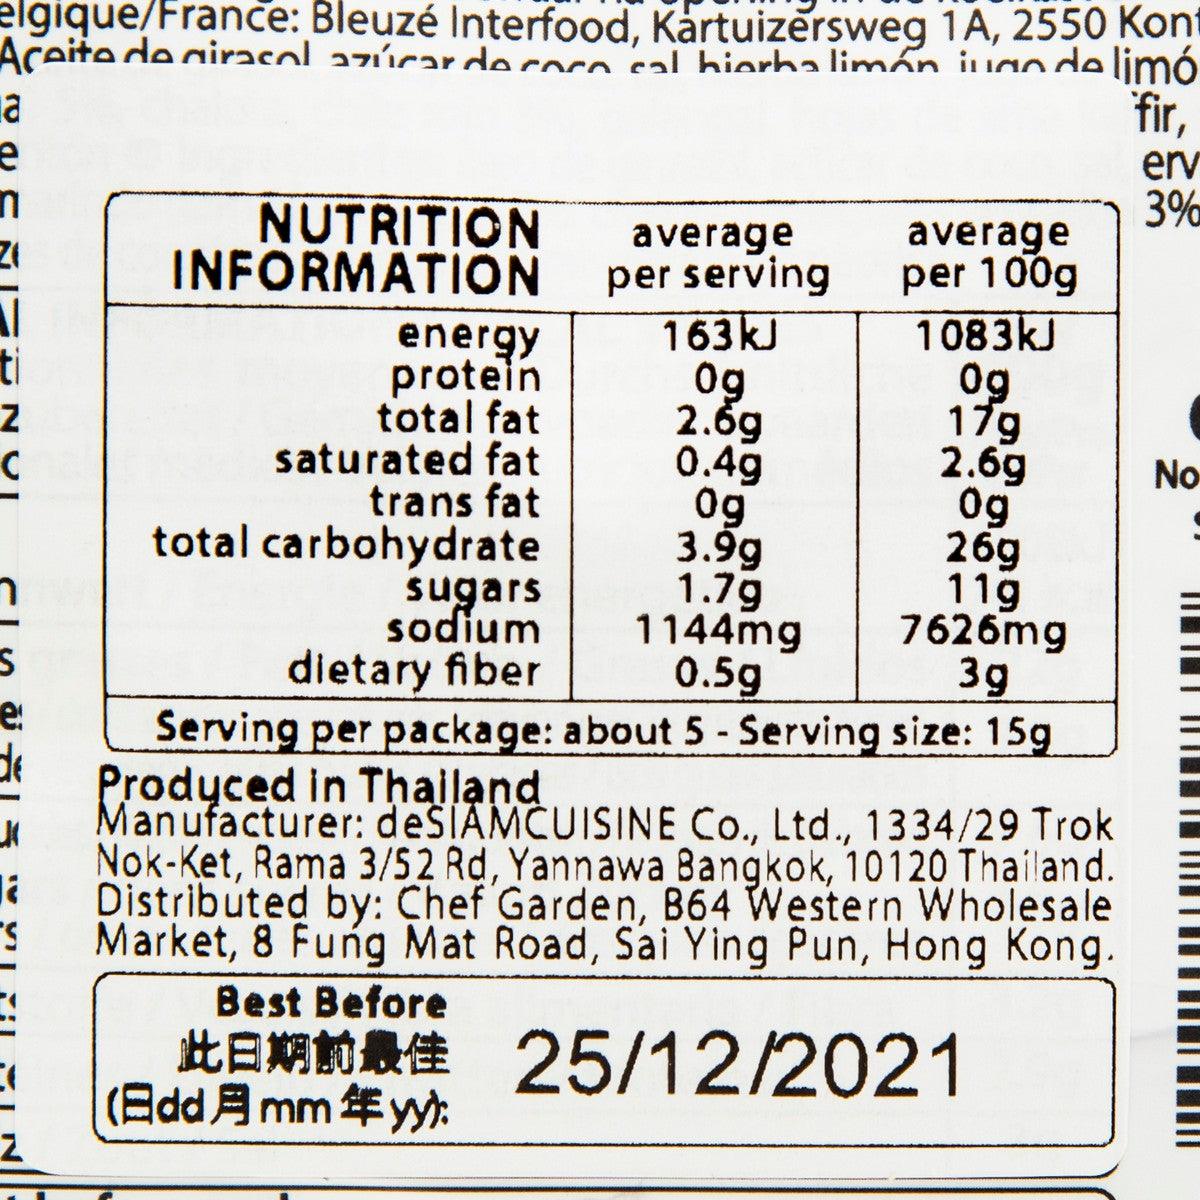 elgique/France: Bleuzé Interfood, Kartuizersweg 1A, 2550
Aceite de girasol, azúcar de coco, sal, hierba limón, jugo de
NUTRITION INFORMATION average per serving average per 100g
energy 163kJ 1083kJ
protein 0g 0g
total fat 2.6g 17g
saturated fat 0.4g 2.6g
trans fat 0g 0g
total carbohydrate 3.9g 26g
sugars 1.7g 11g
sodium 1144mg 7626mg
dietary fiber 0.5g 3g
Serving per package: about 5 - Serving size: 15g
Produced in Thailand
Manufacturer: deSIAMCUISINE Co., Ltd., 1334/29 Trok
Nok-Ket, Rama 3/52 Rd, Yannawa Bangkok, 10120 Thailand.
Distributed by: Chef Garden, B64 Western Wholesale
Market, 8 Fung Mat Road, Sai Ying Pun, Hong Kong.
Best Before
此日期前最佳 25/12/2021
(日dd月mm年yy):
3%